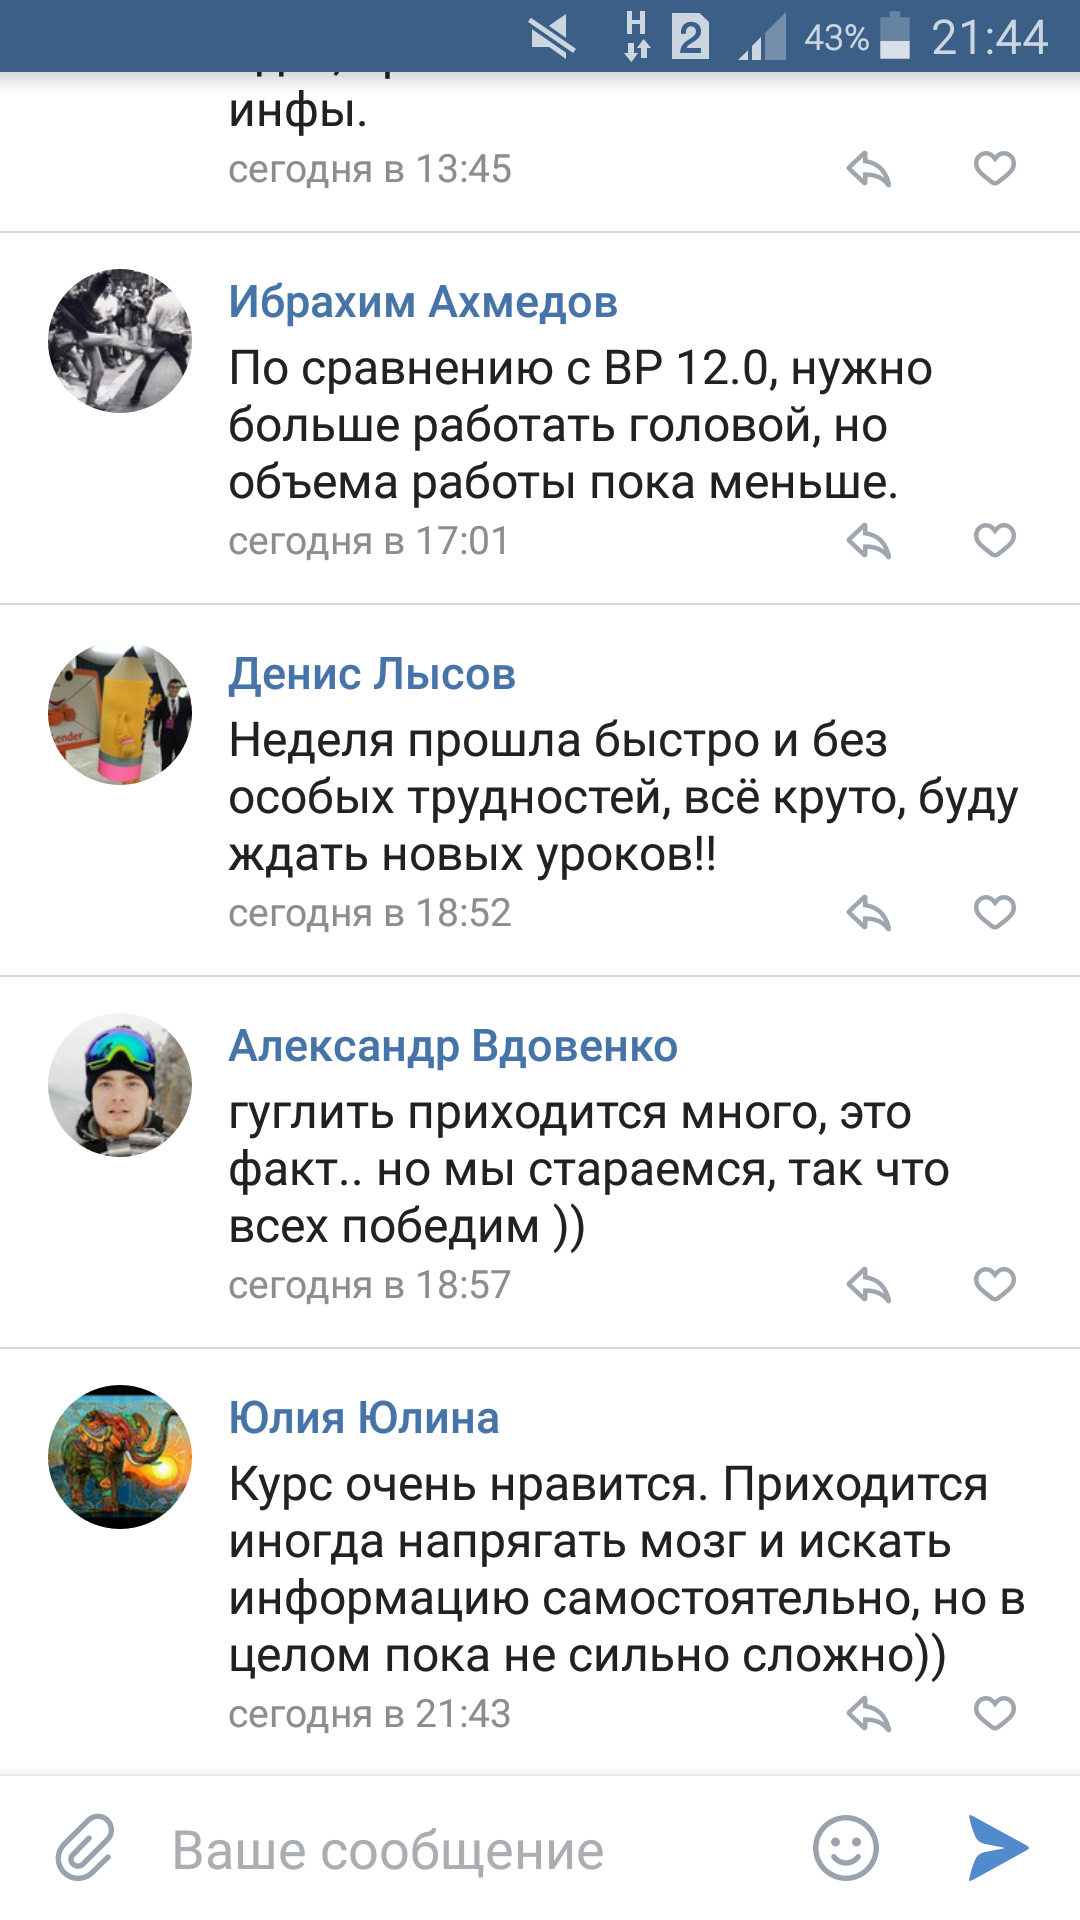 H 2 43% 21:44
инфы.
сегодня в 13:45
Ибрахим Ахмедов
По сравнению с ВР 12.0, нужно
больше работать головой, но
объема работы пока меньше.
сегодня в 17:01
Денис Лысов
Неделя прошла быстро и без
особых трудностей, всё круто, буду
ждать новых уроков!!
сегодня в 18:52
Александр Вдовенко
гуглить приходится много, это
факт.. но мы стараемся, так что
всех победим ))
сегодня в 18:57
Юлия Юлина
Курс очень нравится. Приходится
иногда напрягать мозг и искать
информацию самостоятельно, но в
целом пока не сильно сложно))
сегодня в 21:43
Ваше сообщение